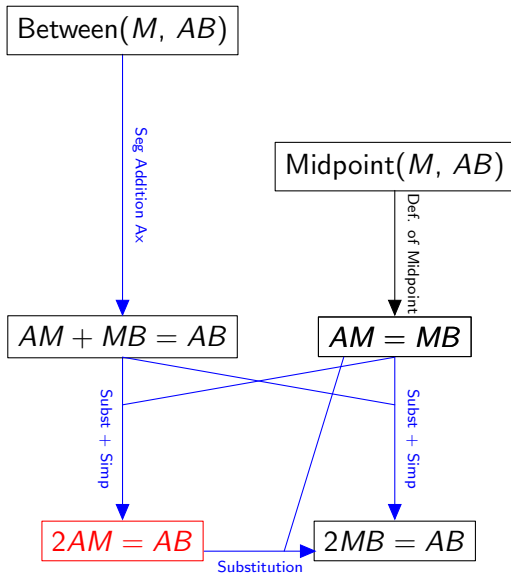 Between(M, AB)
Seg Addition Ax
Midpoint(M, AB)
Def. of Midpoint
AM + MB = AB
AM = MB
Subst + Simp
Subst + Simp
2AM = AB
Substitution
2MB = AB